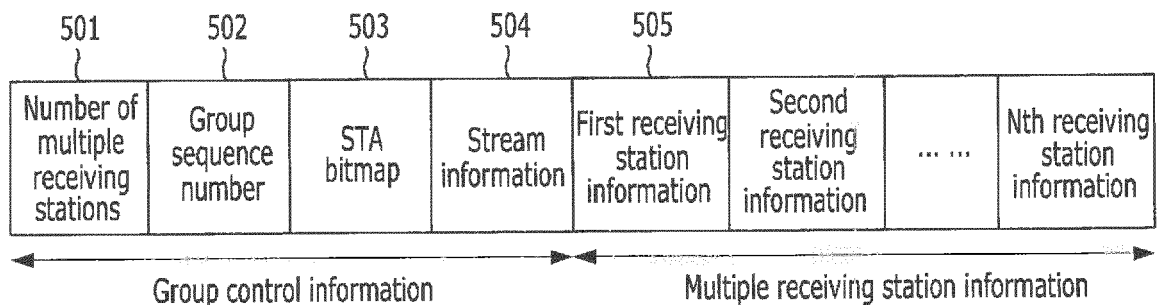 501
502
503
504
505
Number of
multiple
receiving
stations
Group
sequence
number
STA
bitmap
Stream
information
First receiving
station
information
Second
receiving
station
information
... ...
Nth receiving
station
information
Group control information
Multiple receiving station information